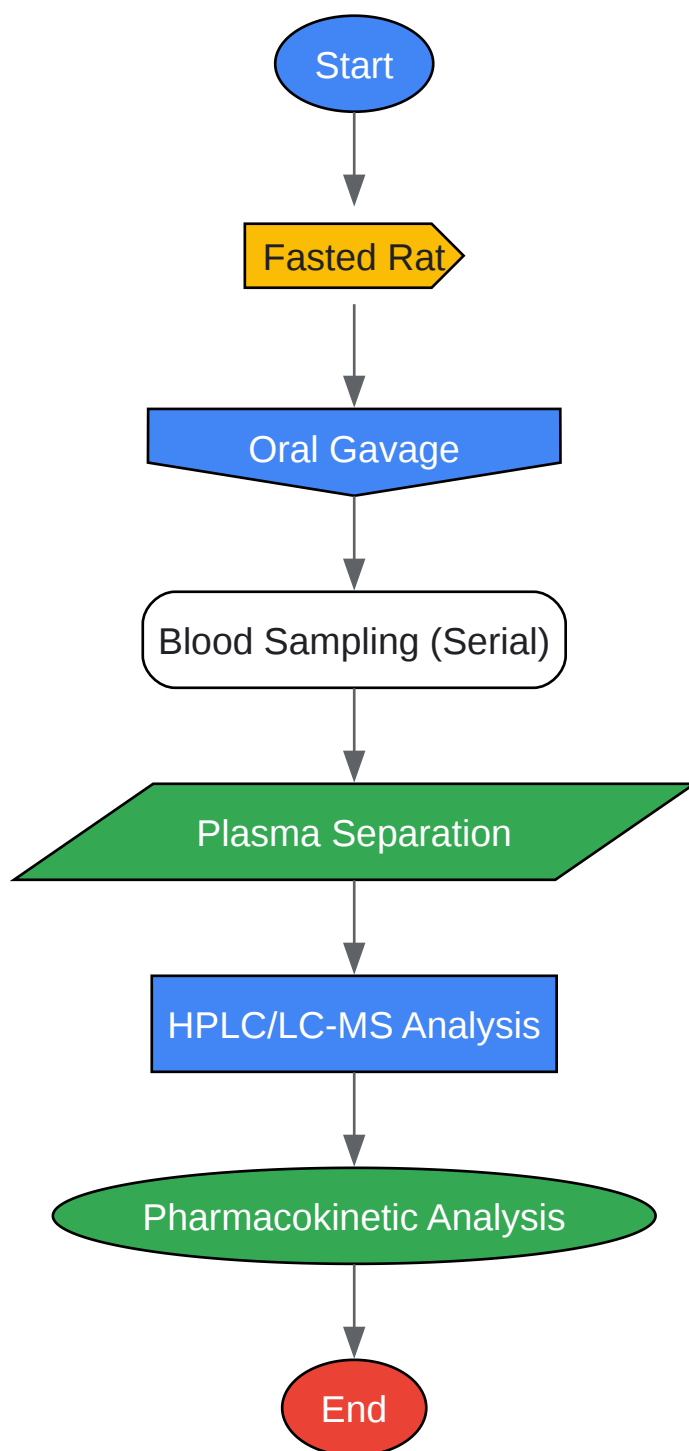 Start
Fasted Rat
Oral Gavage
Blood Sampling (Serial)
Plasma Separation
HPLC/LC-MS Analysis
Pharmacokinetic Analysis
End